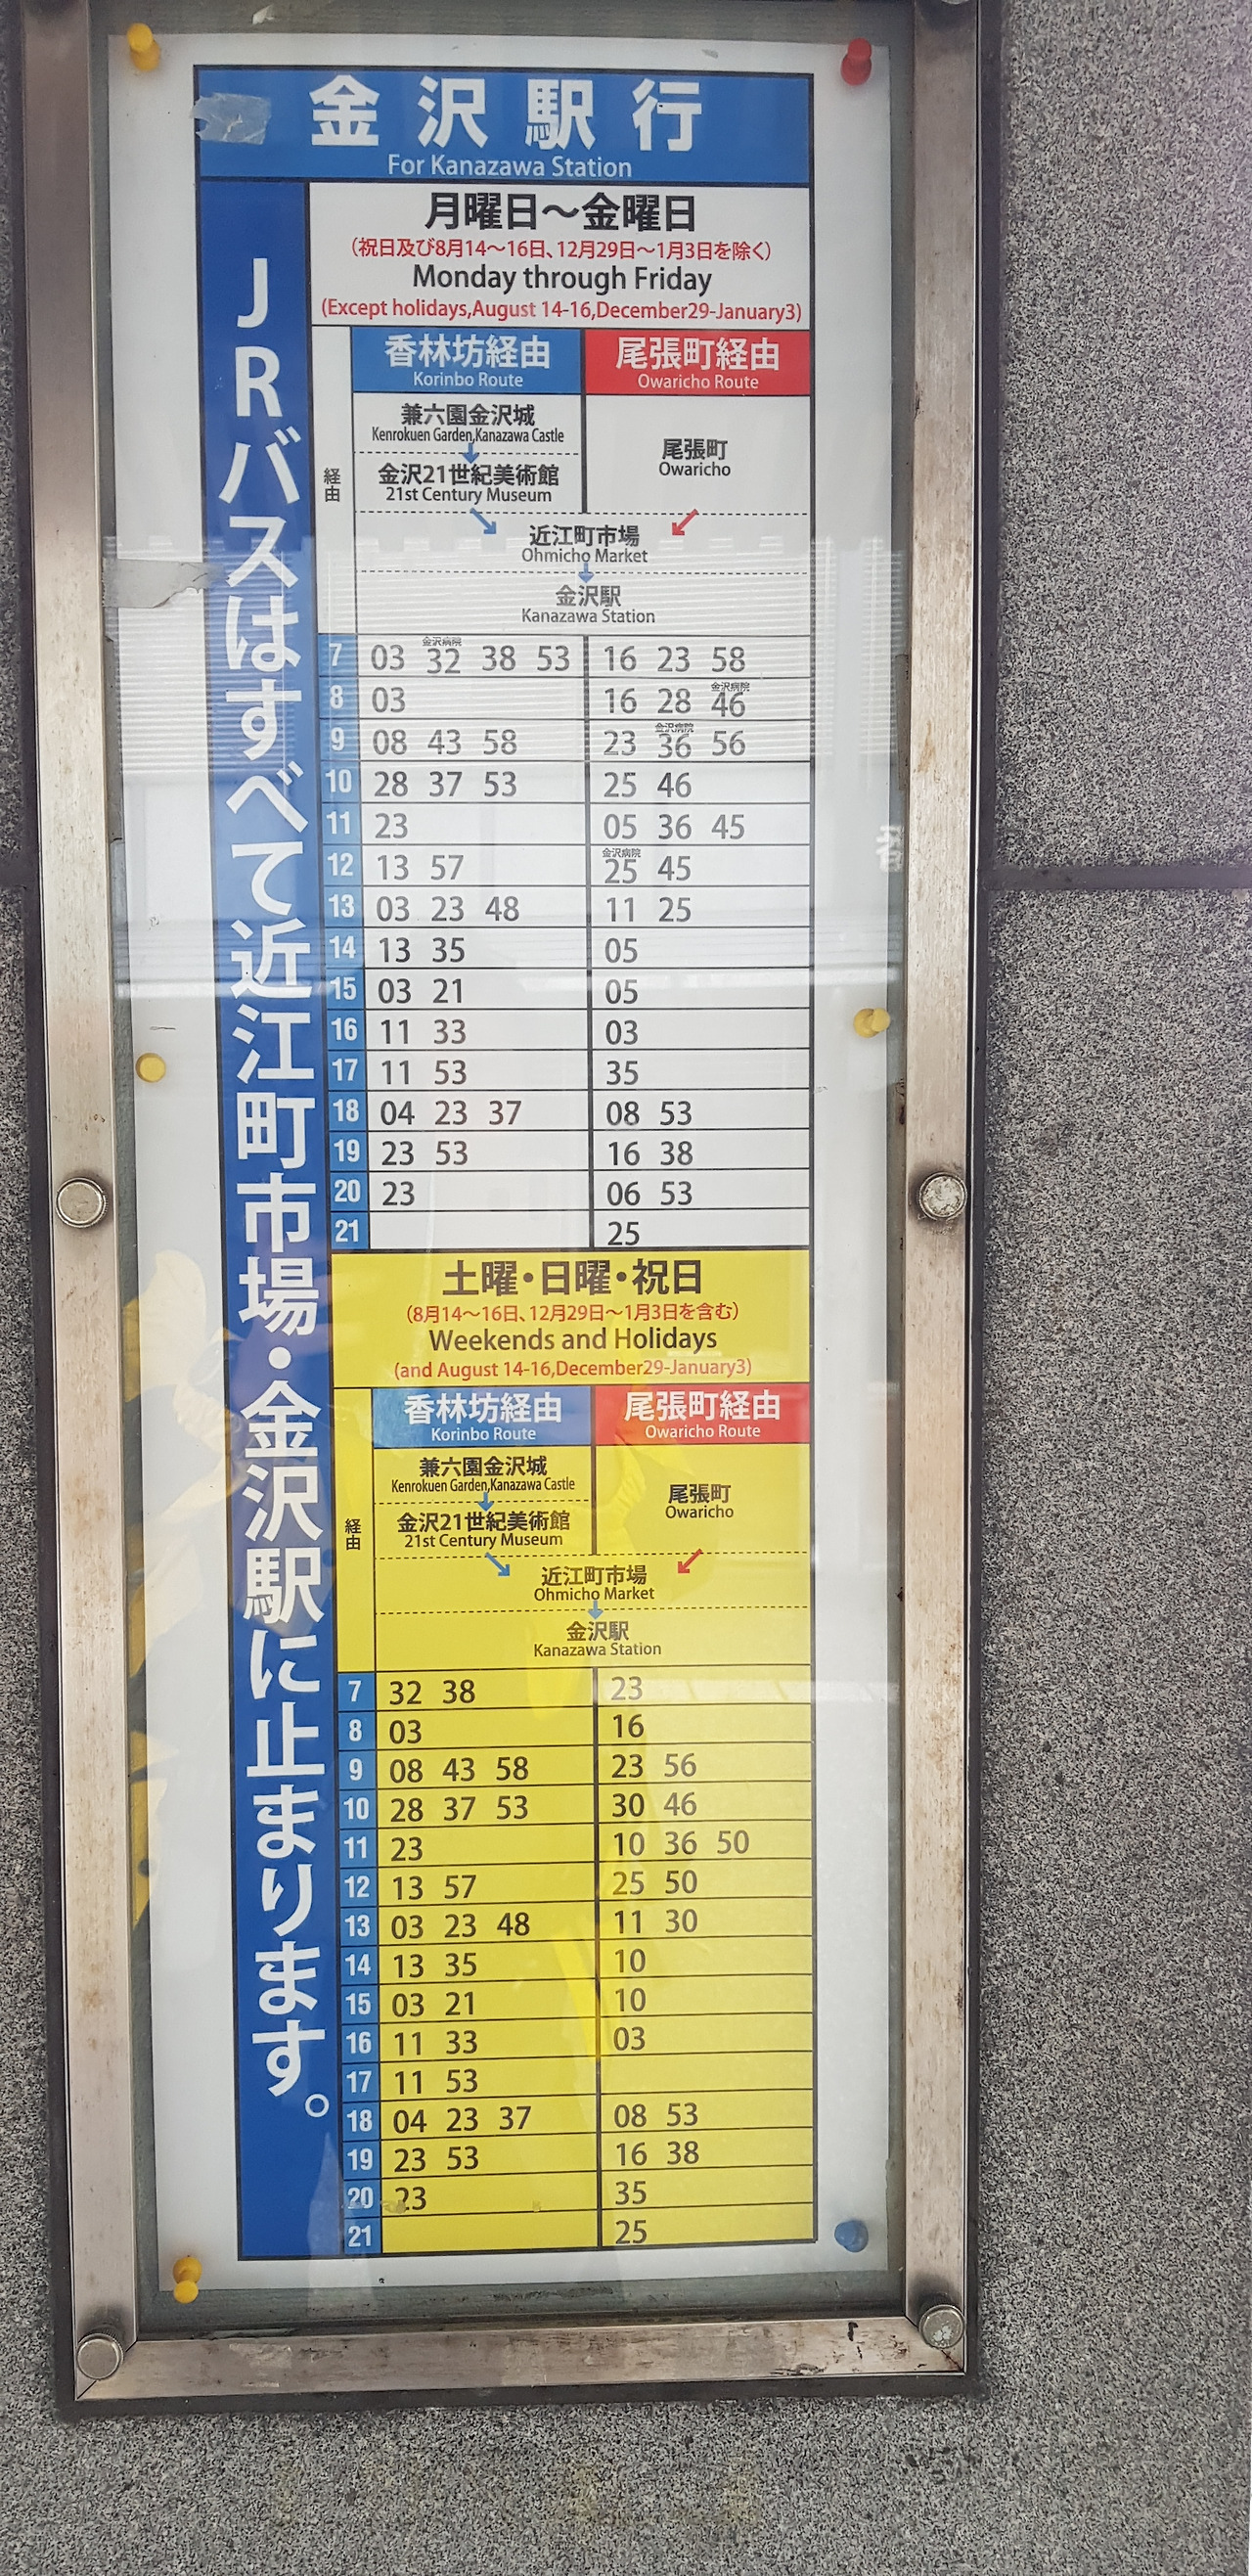 金沢駅行
For Kanazawa Station
JRバスはすべて近江町市場・金沢駅に止まります。
月曜日〜金曜日
(祝日及び8月14〜16日、12月29日〜1月3日を除く)
Monday through Friday
(Except holidays,August 14-16,December29-January3)
経由
香林坊経由 尾張町経由
Korinbo Route Owaricho Route
兼六園金沢城
Kenrokuen Garden,Kanazawa Castle
尾張町
Owaricho
金沢21世紀美術館
21st Century Museum
近江町市場
Ohmicho Market
金沢駅
Kanazawa Station
金沢病院
7 03 32 38 53 16 23 58
金沢病院
8 03 16 28 46
金沢病院
9 08 43 58 23 36 56
10 28 37 53 25 46
11 23 05 36 45
金沢病院
12 13 57 25 45
13 03 23 48 11 25
14 13 35 05
15 03 21 05
16 11 33 03
17 11 53 35
18 04 23 37 08 53
19 23 53 16 38
20 23 06 53
21 25
土曜・日曜・祝日
(8月14〜16日、12月29日〜1月3日を含む)
Weekends and Holidays
(and August 14-16,December29-January3)
経由
香林坊経由 尾張町経由
Korinbo Route Owaricho Route
兼六園金沢城
Kenrokuen Garden,Kanazawa Castle
尾張町
Owaricho
金沢21世紀美術館
21st Century Museum
近江町市場
Ohmicho Market
金沢駅
Kanazawa Station
7 32 38 23
8 03 16
9 08 43 58 23 56
10 28 37 53 30 46
11 23 10 36 50
12 13 57 25 50
13 03 23 48 11 30
14 13 35 10
15 03 21 10
16 11 33 03
17 11 53
18 04 23 37 08 53
19 23 53 16 38
20 23 35
21 25